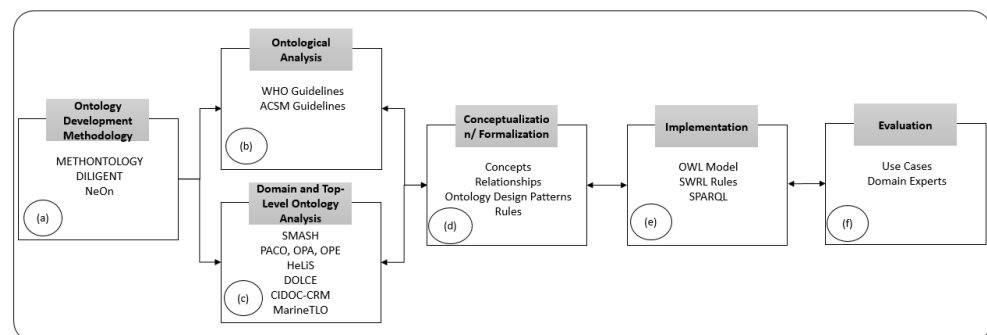 Ontology
Development
Methodology
METHONTOLOGY
DILIGENT
NeOn
(a)
Ontological
Analysis
WHO Guidelines
ACSM Guidelines
(b)
Domain and Top-
Level Ontology
Analysis
SMASH
PACO, OPA, OPE
HeLiS
DOLCE
CIDOC-CRM
MarineTLO
(c)
Conceptualizatio
n/ Formalization
Concepts
Relationships
Ontology Design Patterns
Rules
(d)
Implementation
OWL Model
SWRL Rules
SPARQL
(e)
Evaluation
Use Cases
Domain Experts
(f)